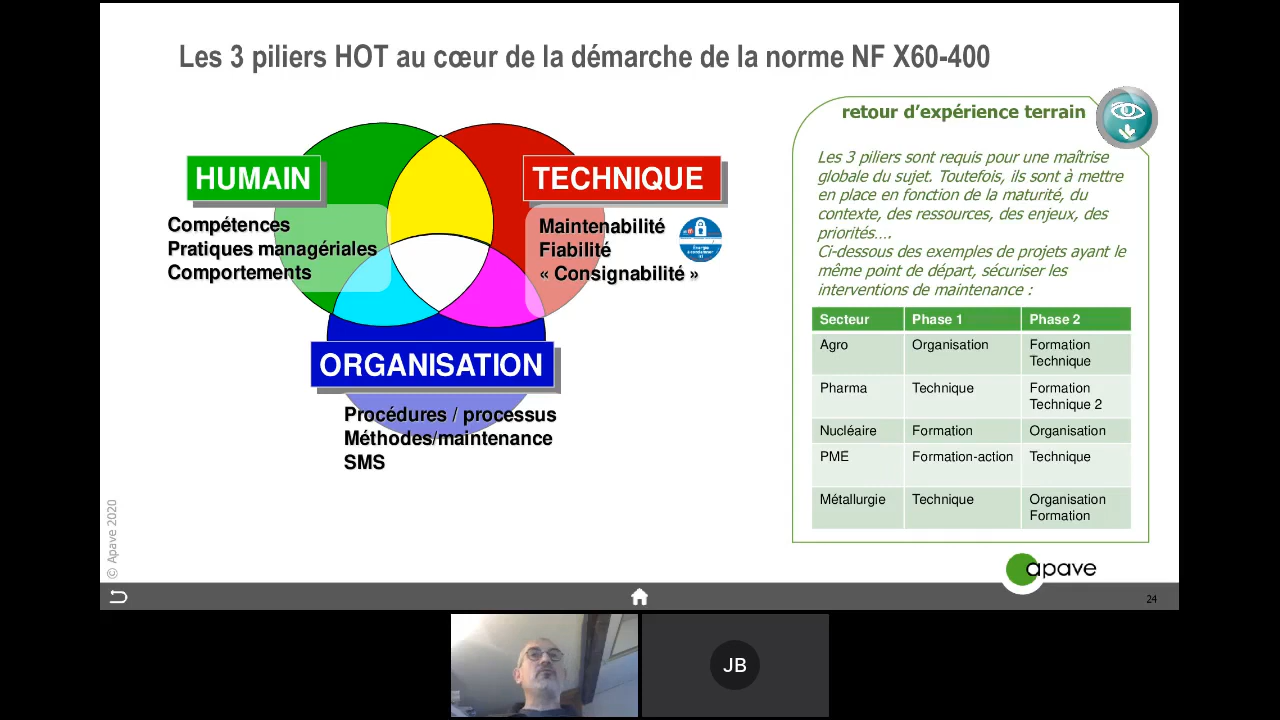 Les 3 piliers HOT au cœur de la démarche de la norme NF X60-400
HUMAIN
Compétences
Pratiques managériales
Comportements
TECHNIQUE
Maintenabilité
Fiabilité
« Consignabilité »
ORGANISATION
Procédures / processus
Méthodes/maintenance
SMS
retour d’expérience terrain
Les 3 piliers sont requis pour une maîtrise
globale du sujet. Toutefois, ils sont à mettre
en place en fonction de la maturité, du
contexte, des ressources, des enjeux, des
priorités….
Ci-dessous des exemples de projets ayant le
même point de départ, sécuriser les
interventions de maintenance :
Secteur Phase 1 Phase 2
Agro Organisation Formation
Technique
Pharma Technique Formation
Technique 2
Nucléaire Formation Organisation
PME Formation-action Technique
Métallurgie Technique Organisation
Formation
© Apave 2020
apave
24
JB